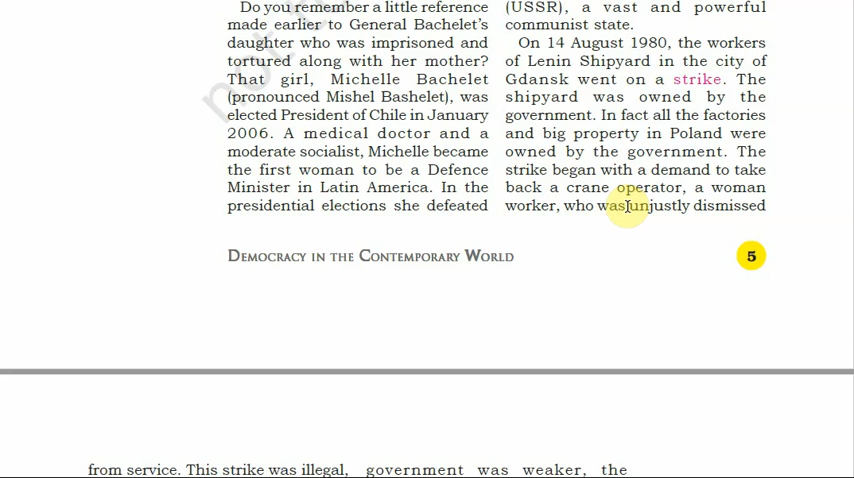 Do you remember a little reference
made earlier to General Bachelet's
daughter who was imprisoned and
tortured along with her mother?
That girl, Michelle Bachelet
(pronounced Mishel Bashelet), was
elected President of Chile in January
2006. A medical doctor and a
moderate socialist, Michelle became
the first woman to be a Defence
Minister in Latin America. In the
presidential elections she defeated
(USSR), a vast and powerful
communist state.
On 14 August 1980, the workers
of Lenin Shipyard in the city of
Gdansk went on a strike. The
shipyard was owned by the
government. In fact all the factories
and big property in Poland were
owned by the government. The
strike began with a demand to take
back a crane operator, a woman
worker, who was unjustly dismissed
DEMOCRACY IN THE CONTEMPORARY WORLD
5
from service. This strike was illegal,
government was weaker, the